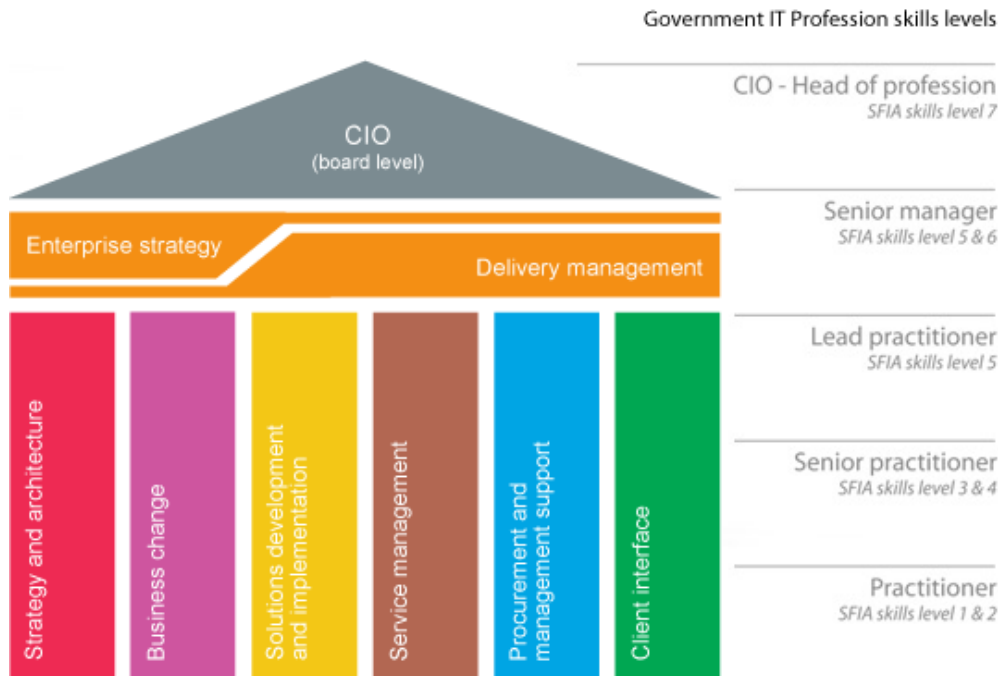 Government IT Profession skills levels
CIO - Head of profession
SFIA skills level 7
CIO
(board level)
Senior manager
SFIA skills level 5 & 6
Enterprise strategy
Delivery management
Lead practitioner
SFIA skills level 5
Senior practitioner
SFIA skills level 3 & 4
Practitioner
SFIA skills level 1 & 2
Strategy and architecture
Business change
Solutions development
and implementation
Service management
Procurement and
management support
Client interface